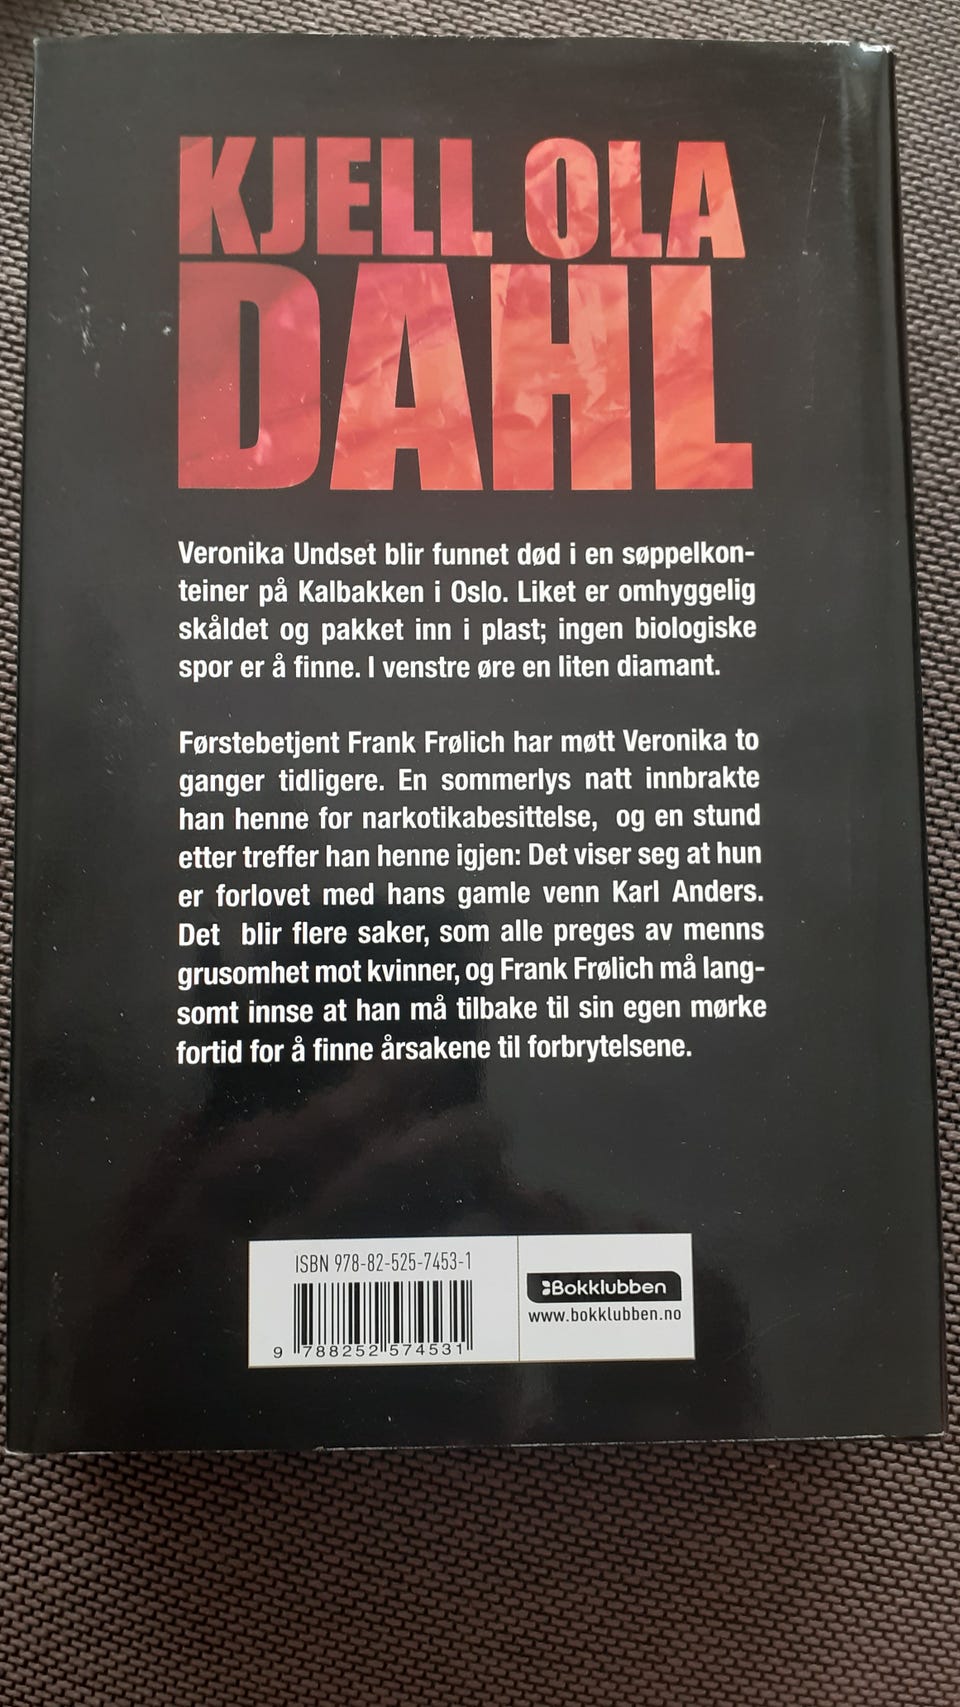 KJELL OLA
DAHL
Veronika Undset blir funnet død i en søppelkon-
teiner på Kalbakken i Oslo. Liket er omhyggelig
skåldet og pakket inn i plast; ingen biologiske
spor er å finne. I venstre øre en liten diamant.
Førstebetjent Frank Frølich har møtt Veronika to
ganger tidligere. En sommerlys natt innbrakte
han henne for narkotikabesittelse, og en stund
etter treffer han henne igjen: Det viser seg at hun
er forlovet med hans gamle venn Karl Anders.
Det blir flere saker, som alle preges av menns
grusomhet mot kvinner, og Frank Frølich må lang-
somt innse at han må tilbake til sin egen mørke
fortid for å finne årsakene til forbrytelsene.
ISBN 978-82-525-7453-1
Bokklubben
www.bokklubben.no
9 788252 574531